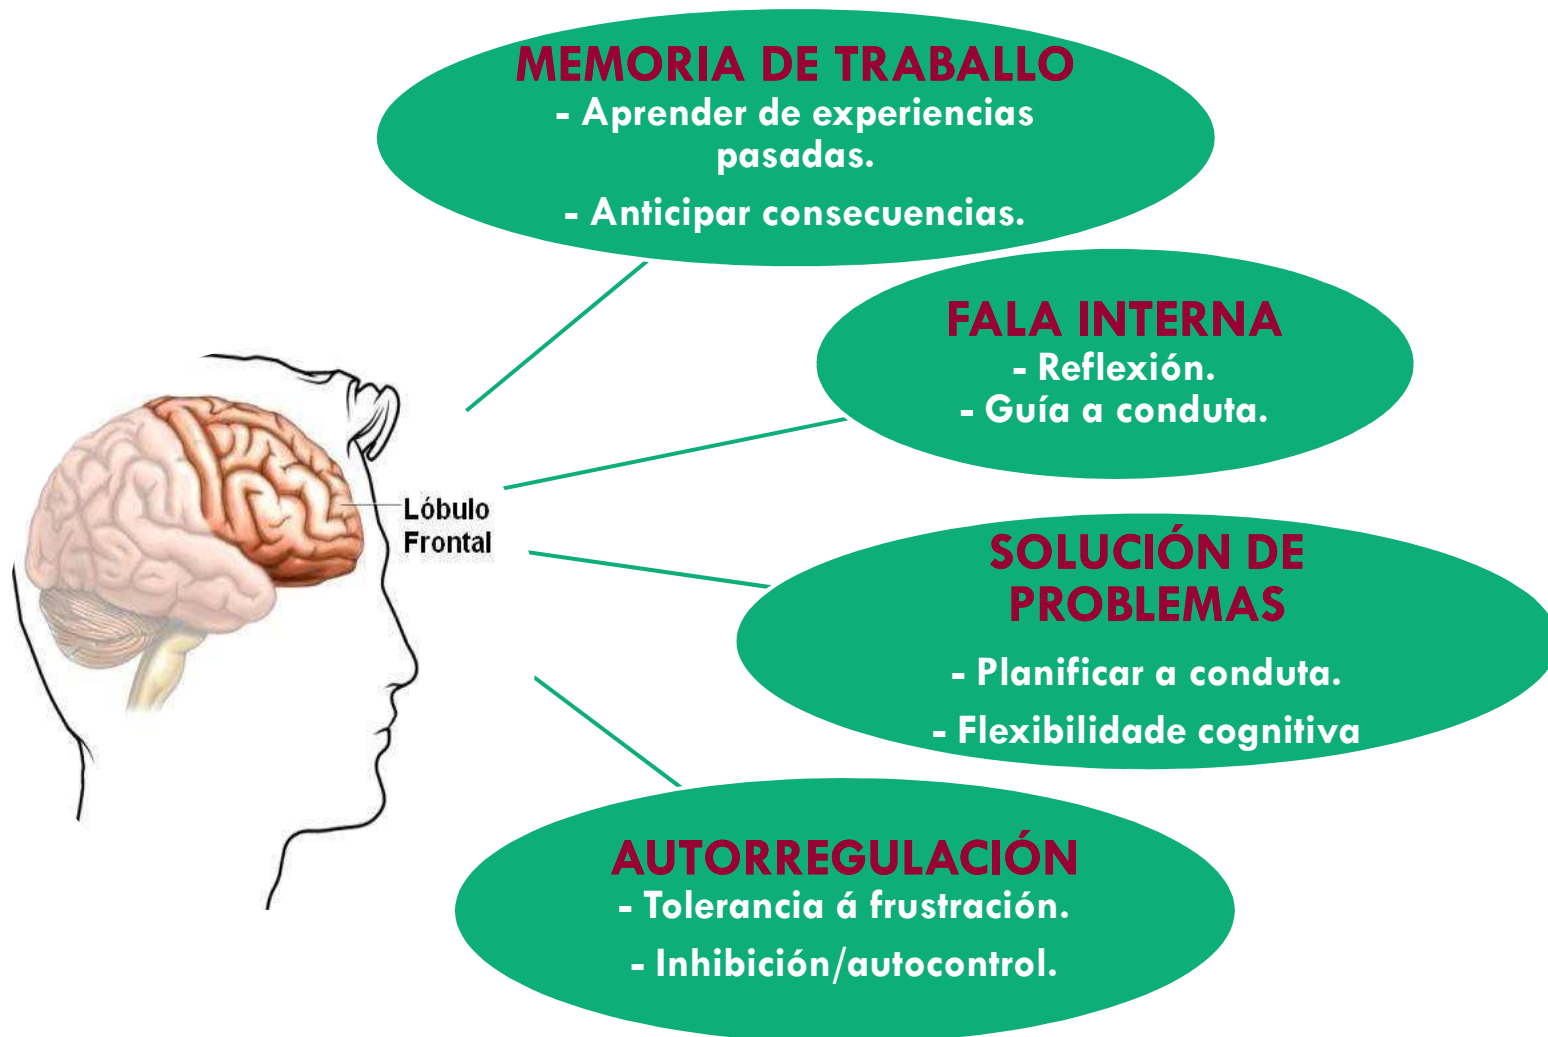 MEMORIA DE TRABALLO
- Aprender de experiencias
pasadas.
- Anticipar consecuencias.
FALA INTERNA
- Reflexión.
- Guía a conduta.
Lóbulo
Frontal
SOLUCIÓN DE
PROBLEMAS
- Planificar a conduta.
- Flexibilidade cognitiva
AUTORREGULACIÓN
- Tolerancia á frustración.
- Inhibición/autocontrol.